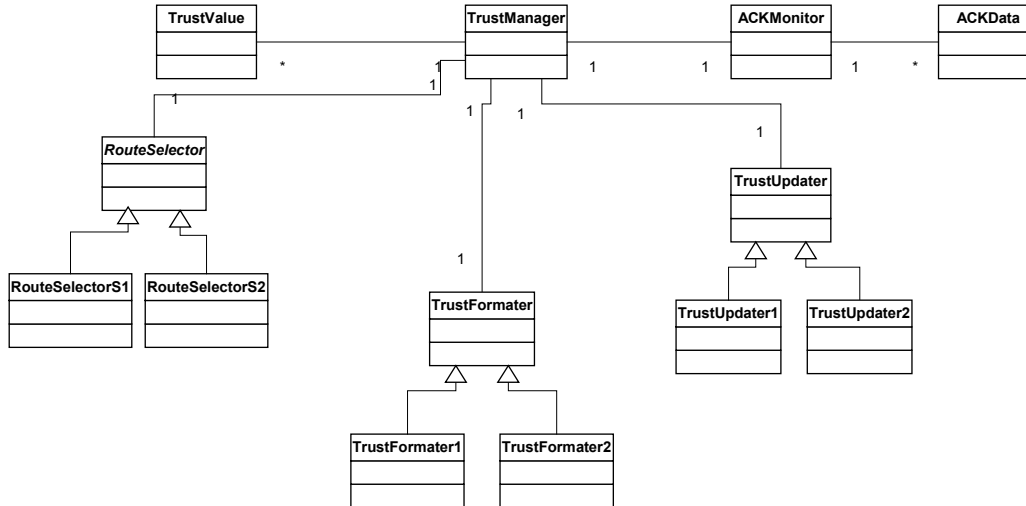 TrustValue
TrustManager
ACKMonitor
ACKData
*
1
1
1
1
*
1
1
1
1
1
RouteSelector
TrustUpdater
RouteSelectorS1
RouteSelectorS2
1
TrustFormater
TrustUpdater1
TrustUpdater2
TrustFormater1
TrustFormater2